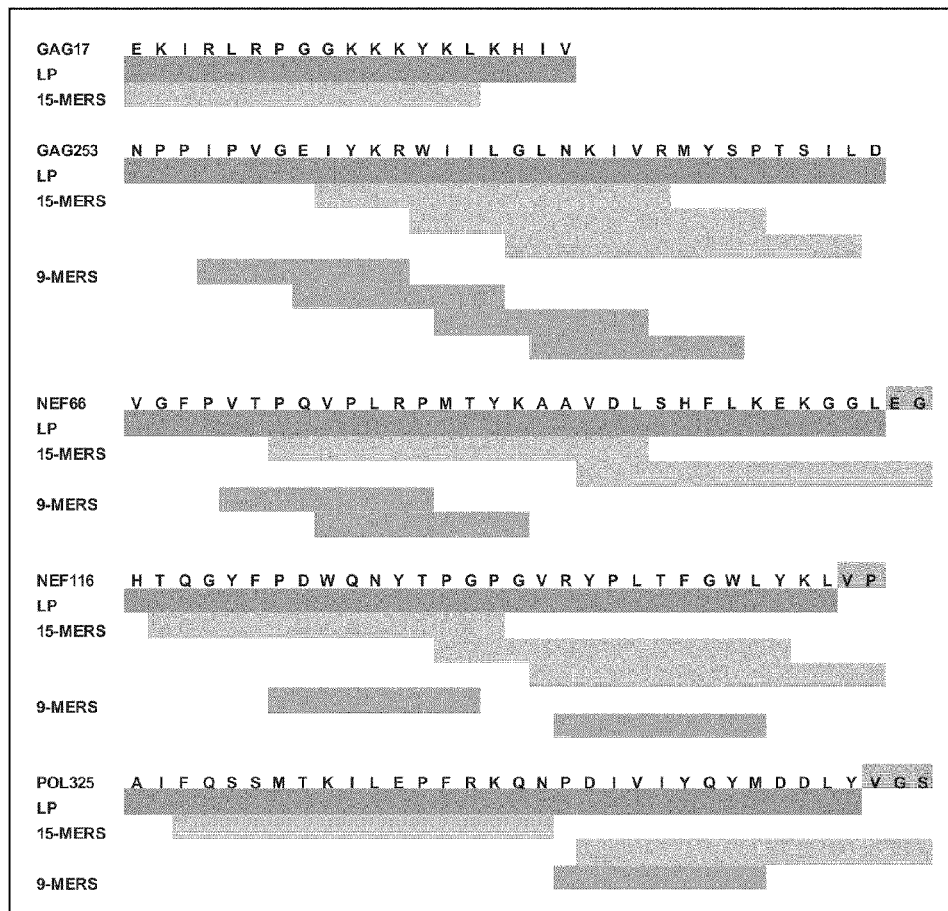 GAG17 E K I R L R P G G K K K Y K L K H I V
LP
15-MERS
GAG253 N P P I P V G E I Y K R W I I L G L N K I V R M Y S P T S I L D
LP
15-MERS
9-MERS
NEF66 V G F P V T P Q V P L R P M T Y K A A V D L S H F L K E K G G L E G
LP
15-MERS
9-MERS
NEF116 H T Q G Y F P D W Q N Y T P G P G V R Y P L T F G W L Y K L V P
LP
15-MERS
9-MERS
POL325 A I F Q S S M T K I L E P F R K Q N P D I V I Y Q Y M D D L Y V G S
LP
15-MERS
9-MERS